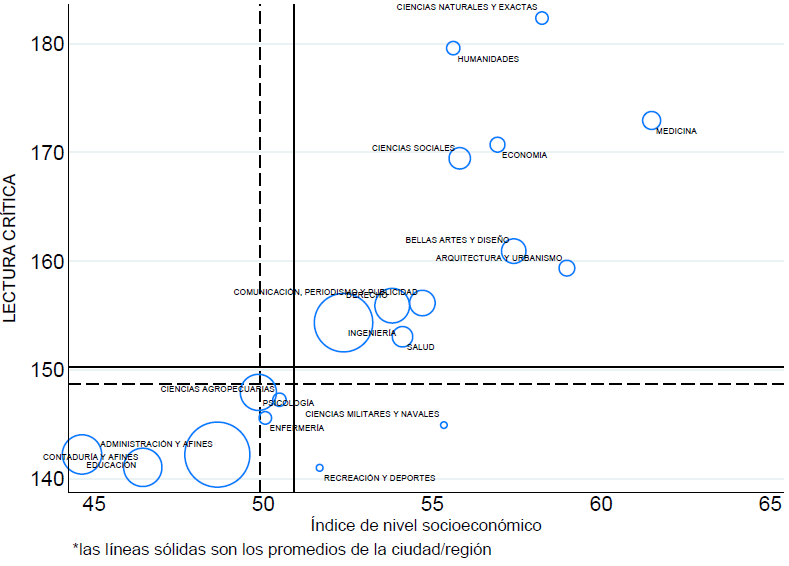 CIENCIAS NATURALES Y EXACTAS
180
HUMANIDADES
MEDICINA
CIENCIAS SOCIALES
170
ECONOMIA
LECTURA CRÍTICA
BELLAS ARTES Y DISEÑO
160
ARQUITECTURA Y URBANISMO
COMUNICACIÓN, PERIODISMO Y PUBLICIDAD
DERECHO
INGENIERÍA
SALUD
150
CIENCIAS AGROPECUARIAS
PSICOLOGÍA
CIENCIAS MILITARES Y NAVALES
ENFERMERÍA
ADMINISTRACIÓN Y AFINES
CONTADURÍA Y AFINES
EDUCACIÓN
140
RECREACIÓN Y DEPORTES
45 50 55 60 65
Índice de nivel socioeconómico
*las líneas sólidas son los promedios de la ciudad/región